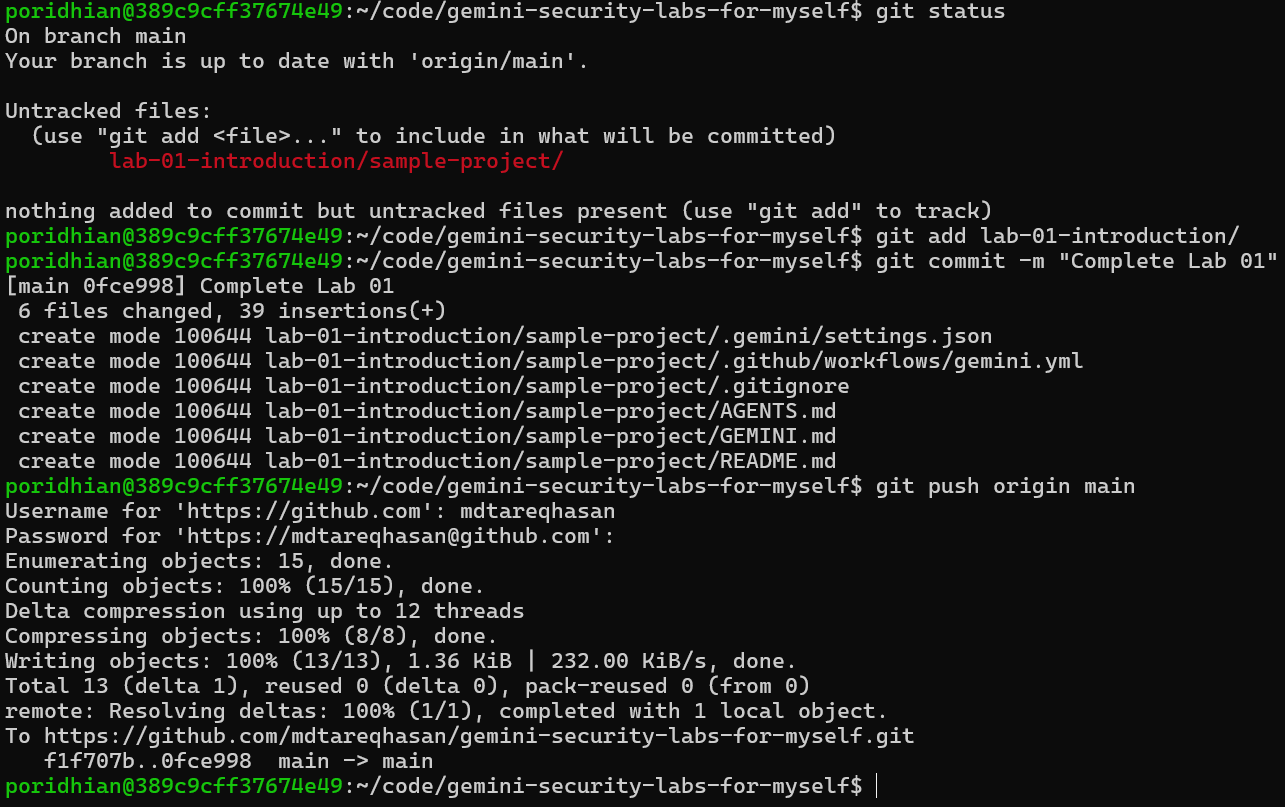 poridhian@389c9cff37674e49:~/code/gemini-security-labs-for-myself$ git status
On branch main
Your branch is up to date with 'origin/main'.

Untracked files:
  (use "git add <file>..." to include in what will be committed)
        lab-01-introduction/sample-project/

nothing added to commit but untracked files present (use "git add" to track)
poridhian@389c9cff37674e49:~/code/gemini-security-labs-for-myself$ git add lab-01-introduction/
poridhian@389c9cff37674e49:~/code/gemini-security-labs-for-myself$ git commit -m "Complete Lab 01"
[main 0fce998] Complete Lab 01
 6 files changed, 39 insertions(+)
 create mode 100644 lab-01-introduction/sample-project/.gemini/settings.json
 create mode 100644 lab-01-introduction/sample-project/.github/workflows/gemini.yml
 create mode 100644 lab-01-introduction/sample-project/.gitignore
 create mode 100644 lab-01-introduction/sample-project/AGENTS.md
 create mode 100644 lab-01-introduction/sample-project/GEMINI.md
 create mode 100644 lab-01-introduction/sample-project/README.md
poridhian@389c9cff37674e49:~/code/gemini-security-labs-for-myself$ git push origin main
Username for 'https://github.com': mdtareqhasan
Password for 'https://mdtareqhasan@github.com':
Enumerating objects: 15, done.
Counting objects: 100% (15/15), done.
Delta compression using up to 12 threads
Compressing objects: 100% (8/8), done.
Writing objects: 100% (13/13), 1.36 KiB | 232.00 KiB/s, done.
Total 13 (delta 1), reused 0 (delta 0), pack-reused 0 (from 0)
remote: Resolving deltas: 100% (1/1), completed with 1 local object.
To https://github.com/mdtareqhasan/gemini-security-labs-for-myself.git
   f1f707b..0fce998  main -> main
poridhian@389c9cff37674e49:~/code/gemini-security-labs-for-myself$